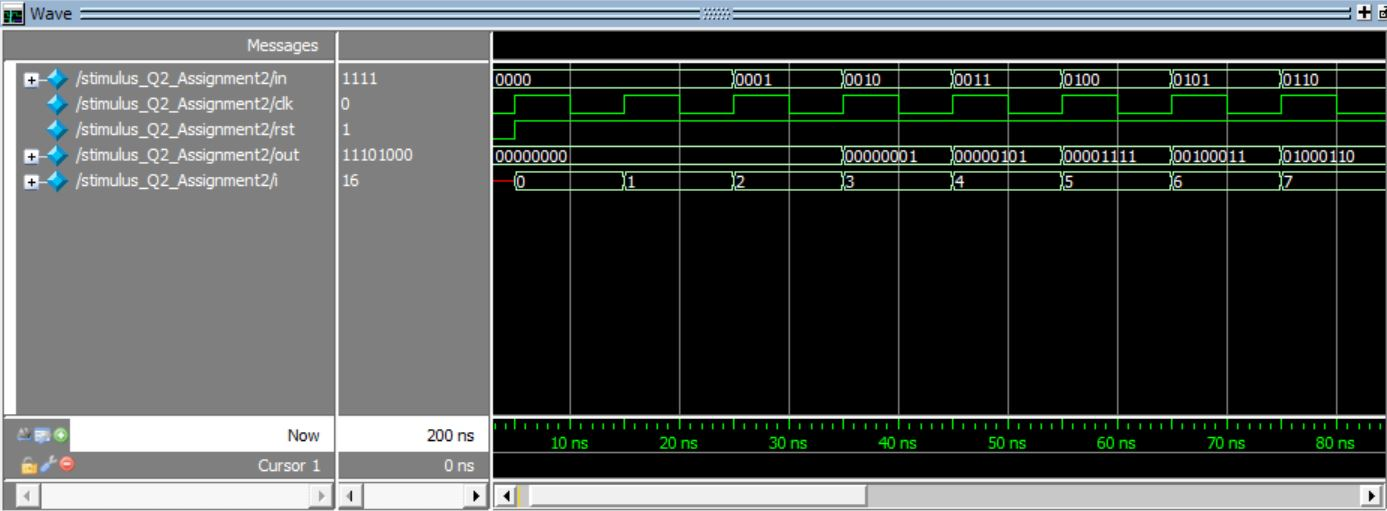 Wave
Messages
/stimulus_Q2_Assignment2/in 1111 0000 0001 0010 0011 0100 0101 0110
/stimulus_Q2_Assignment2/clk 0
/stimulus_Q2_Assignment2/rst 1
/stimulus_Q2_Assignment2/out 11101000 00000000 00000001 00000101 00001111 00100011 01000110
/stimulus_Q2_Assignment2/i 16 0 1 2 3 4 5 6 7
Now 200 ns 10 ns 20 ns 30 ns 40 ns 50 ns 60 ns 70 ns 80 ns
Cursor 1 0 ns